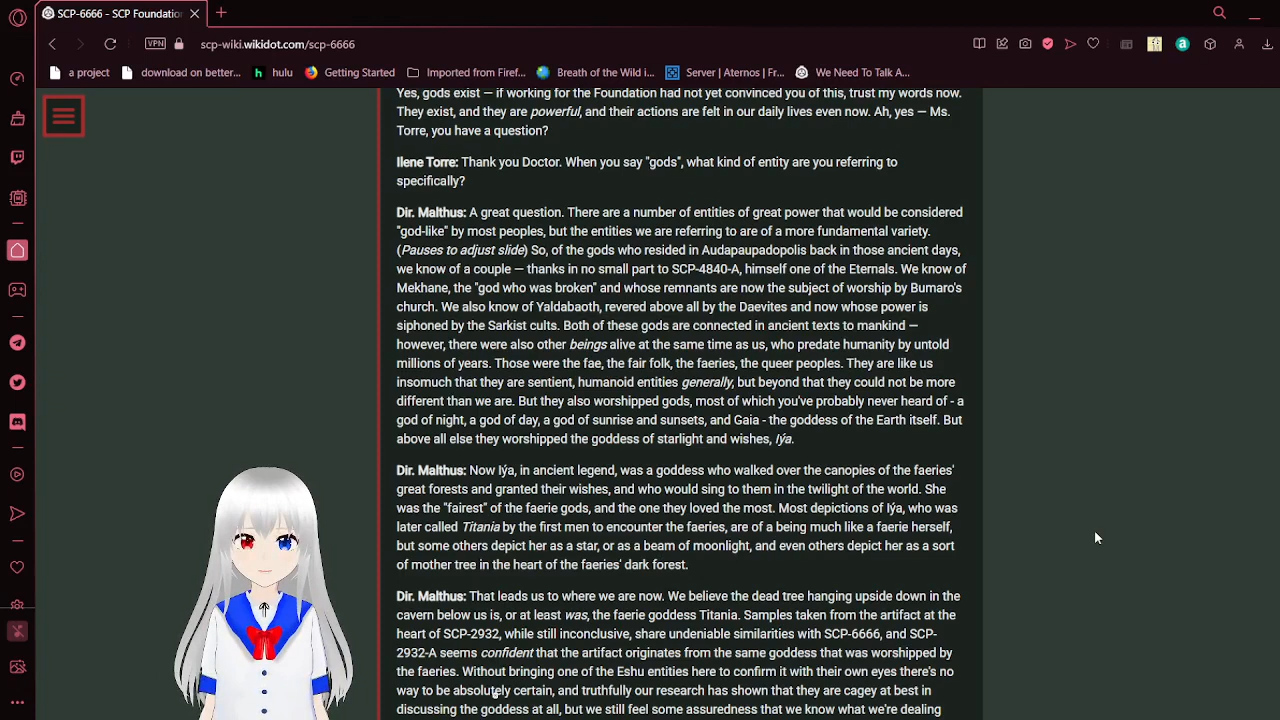 SCP-6666 - SCP Foundation
VPN
scp-wiki.wikidot.com/scp-6666
a project
download on better...
hulu
Getting Started
Imported from Firef...
Breath of the Wild i...
Server | Aternos | Fr...
We Need To Talk A...
Yes, gods exist — if working for the Foundation had not yet convinced you of this, trust my words now.
They exist, and they are powerful, and their actions are felt in our daily lives even now. Ah, yes — Ms.
Torre, you have a question?
Ilene Torre: Thank you Doctor. When you say "gods", what kind of entity are you referring to
specifically?
Dir. Malthus: A great question. There are a number of entities of great power that would be considered
"god-like" by most peoples, but the entities we are referring to are of a more fundamental variety.
(Pauses to adjust slide) So, of the gods who resided in Audapaupadopolis back in those ancient days,
we know of a couple — thanks in no small part to SCP-4840-A, himself one of the Eternals. We know of
Mekhane, the "god who was broken" and whose remnants are now the subject of worship by Bumaro's
church. We also know of Yaldabaoth, revered above all by the Daevites and now whose power is
siphoned by the Sarkist cults. Both of these gods are connected in ancient texts to mankind —
however, there were also other beings alive at the same time as us, who predate humanity by untold
millions of years. Those were the fae, the fair folk, the faeries, the queer peoples. They are like us
insomuch that they are sentient, humanoid entities generally, but beyond that they could not be more
different than we are. But they also worshipped gods, most of which you've probably never heard of - a
god of night, a god of day, a god of sunrise and sunsets, and Gaia - the goddess of the Earth itself. But
above all else they worshipped the goddess of starlight and wishes, Iýa.
Dir. Malthus: Now Iýa, in ancient legend, was a goddess who walked over the canopies of the faeries'
great forests and granted their wishes, and who would sing to them in the twilight of the world. She
was the "fairest" of the faerie gods, and the one they loved the most. Most depictions of Iýa, who was
later called Titania by the first men to encounter the faeries, are of a being much like a faerie herself,
but some others depict her as a star, or as a beam of moonlight, and even others depict her as a sort
of mother tree in the heart of the faeries' dark forest.
Dir. Malthus: That leads us to where we are now. We believe the dead tree hanging upside down in the
cavern below us is, or at least was, the faerie goddess Titania. Samples taken from the artifact at the
heart of SCP-2932, while still inconclusive, share undeniable similarities with SCP-6666, and SCP-
2932-A seems confident that the artifact originates from the same goddess that was worshipped by
the faeries. Without bringing one of the Eshu entities here to confirm it with their own eyes there's no
way to be absolutely certain, and truthfully our research has shown that they are cagey at best in
discussing the goddess at all, but we still feel some assuredness that we know what we're dealing